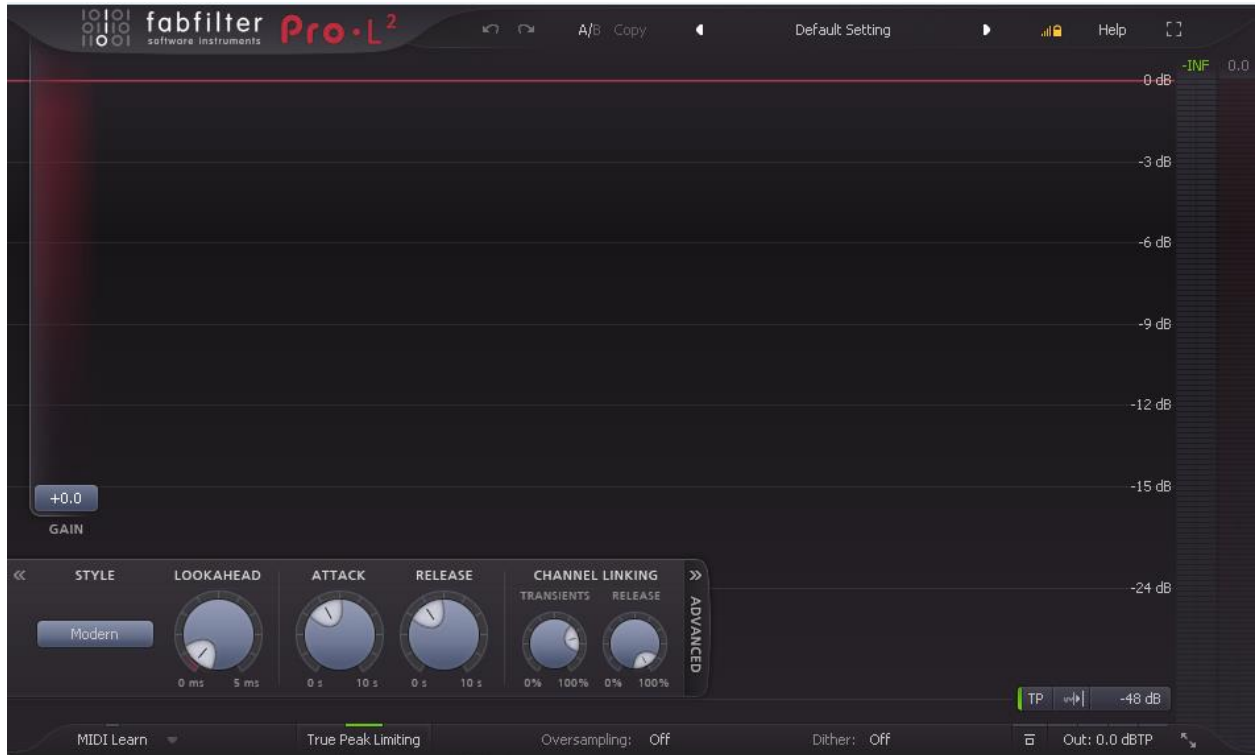 fabfilter
software instruments
Pro·L²
A/B Copy
Default Setting
Help
-INF 0.0
0 dB
-3 dB
-6 dB
-9 dB
-12 dB
-15 dB
-24 dB
+0.0
GAIN
STYLE LOOKAHEAD ATTACK RELEASE CHANNEL LINKING
TRANSIENTS RELEASE
Modern
ADVANCED
0 ms 5 ms 0 s 10 s 0 s 10 s 0% 100% 0% 100%
TP -48 dB
MIDI Learn True Peak Limiting Oversampling: Off Dither: Off Out: 0.0 dBTP